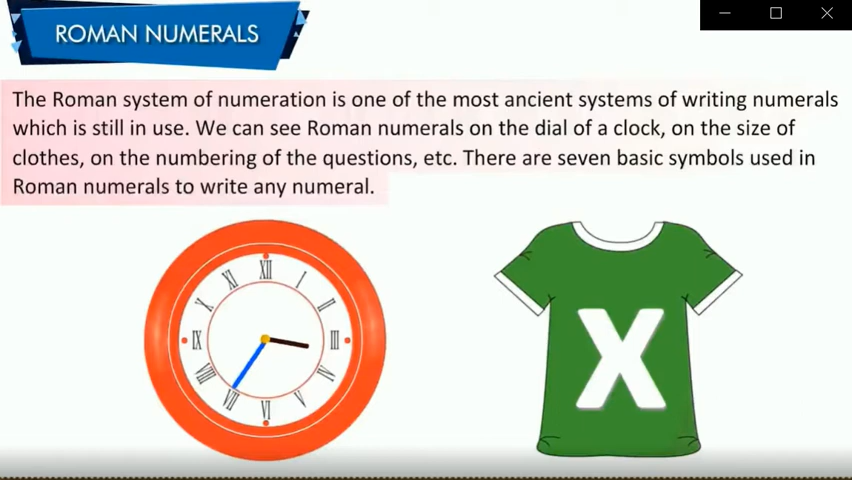 ROMAN NUMERALS
The Roman system of numeration is one of the most ancient systems of writing numerals
which is still in use. We can see Roman numerals on the dial of a clock, on the size of
clothes, on the numbering of the questions, etc. There are seven basic symbols used in
Roman numerals to write any numeral.
XII
I
II
III
IV
V
VI
VII
VIII
IX
X
XI
X